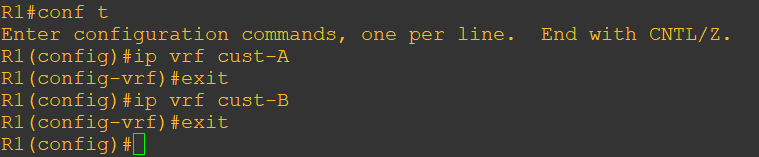 R1#conf t
Enter configuration commands, one per line.  End with CNTL/Z.
R1(config)#ip vrf cust-A
R1(config-vrf)#exit
R1(config)#ip vrf cust-B
R1(config-vrf)#exit
R1(config)#